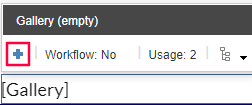 Gallery (empty)
Workflow: No Usage: 2
[Gallery]